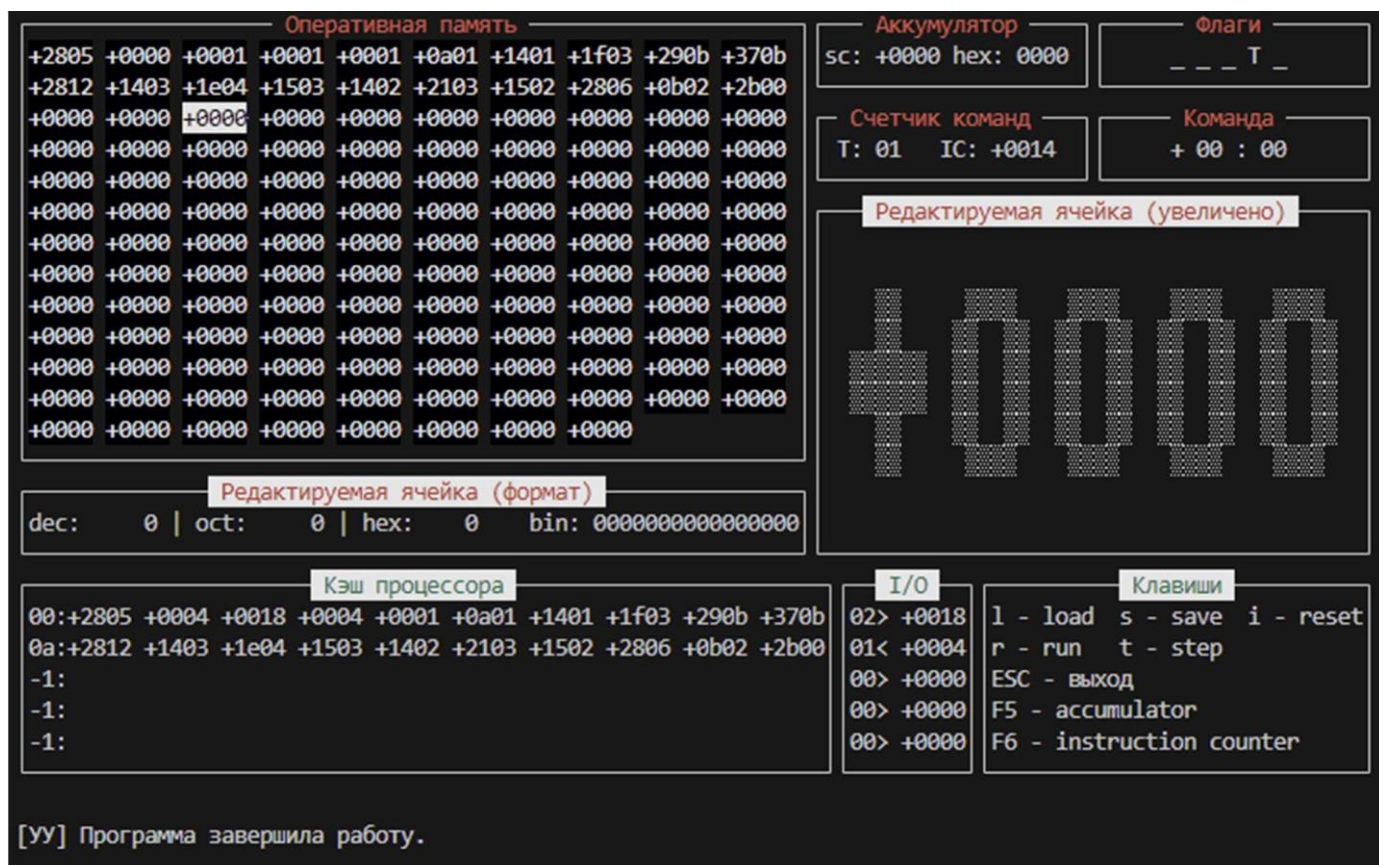 Оперативная память
+2805 +0000 +0001 +0001 +0001 +0a01 +1401 +1f03 +290b +370b
+2812 +1403 +1e04 +1503 +1402 +2103 +1502 +2806 +0b02 +2b00
+0000 +0000 +0000 +0000 +0000 +0000 +0000 +0000 +0000 +0000
+0000 +0000 +0000 +0000 +0000 +0000 +0000 +0000 +0000 +0000
+0000 +0000 +0000 +0000 +0000 +0000 +0000 +0000 +0000 +0000
+0000 +0000 +0000 +0000 +0000 +0000 +0000 +0000 +0000 +0000
+0000 +0000 +0000 +0000 +0000 +0000 +0000 +0000 +0000 +0000
+0000 +0000 +0000 +0000 +0000 +0000 +0000 +0000 +0000 +0000
+0000 +0000 +0000 +0000 +0000 +0000 +0000 +0000 +0000 +0000
+0000 +0000 +0000 +0000 +0000 +0000 +0000 +0000 +0000 +0000
+0000 +0000 +0000 +0000 +0000 +0000 +0000 +0000 +0000 +0000
+0000 +0000 +0000 +0000 +0000 +0000 +0000 +0000 +0000 +0000
+0000 +0000 +0000 +0000 +0000 +0000 +0000 +0000
Аккумулятор
sc: +0000 hex: 0000
Флаги
_ _ _ T _
Счетчик команд
T: 01 IC: +0014
Команда
+ 00 : 00
Редактируемая ячейка (увеличено)
+0000
Редактируемая ячейка (формат)
dec: 0 | oct: 0 | hex: 0 bin: 0000000000000000
Кэш процессора
00:+2805 +0004 +0018 +0004 +0001 +0a01 +1401 +1f03 +290b +370b
0a:+2812 +1403 +1e04 +1503 +1402 +2103 +1502 +2806 +0b02 +2b00
-1:
-1:
-1:
I/O
02> +0018
01< +0004
00> +0000
00> +0000
00> +0000
Клавиши
l - load s - save i - reset
r - run t - step
ESC - выход
F5 - accumulator
F6 - instruction counter
[УУ] Программа завершила работу.